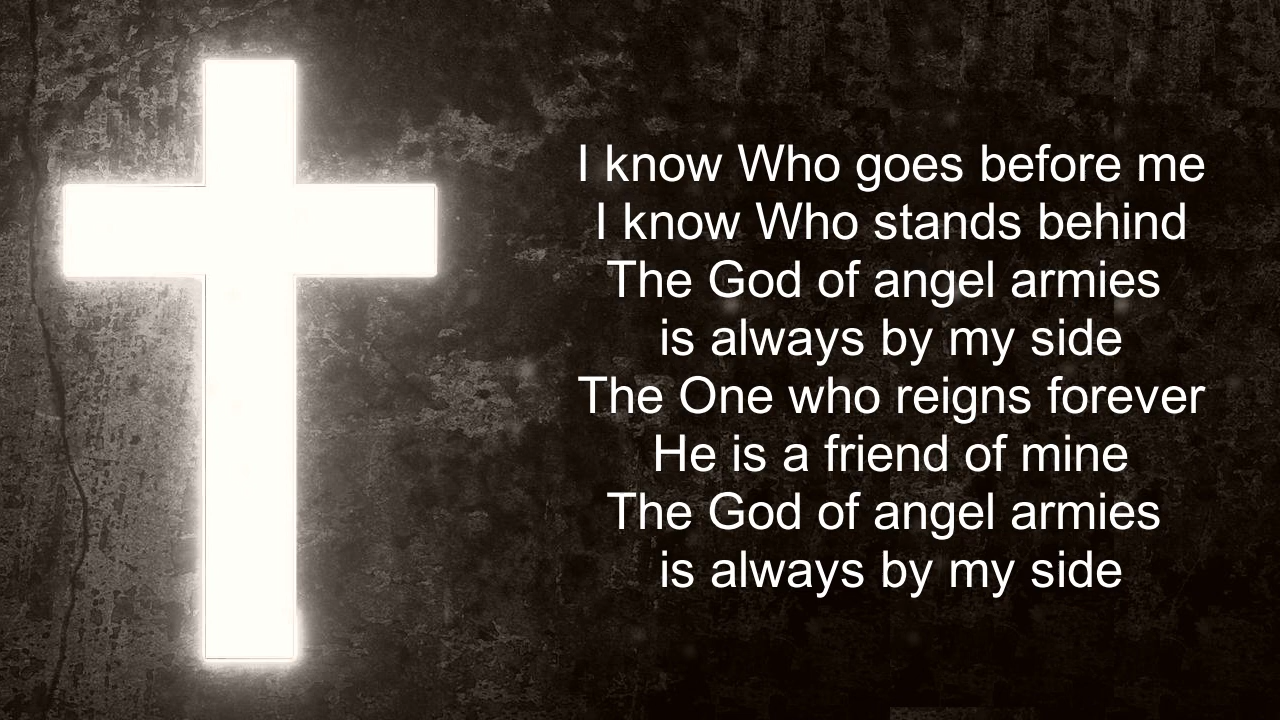 I know Who goes before me
I know Who stands behind
The God of angel armies
is always by my side
The One who reigns forever
He is a friend of mine
The God of angel armies
is always by my side